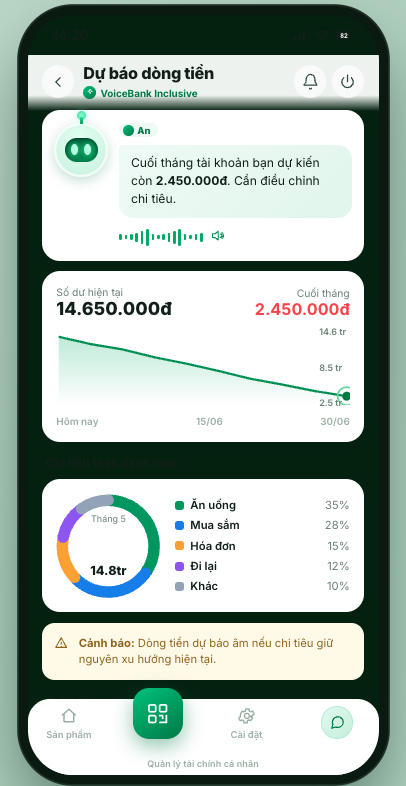 16:20
82
Dự báo dòng tiền
VoiceBank Inclusive
An
Cuối tháng tài khoản bạn dự kiến
còn 2.450.000đ. Cần điều chỉnh
chi tiêu.
Số dư hiện tại
Cuối tháng
14.650.000đ
2.450.000đ
14.6 tr
8.5 tr
2.5 tr
Hôm nay
15/06
30/06
Tháng 5
14.8tr
Ăn uống
35%
Mua sắm
28%
Hóa đơn
15%
Đi lại
12%
Khác
10%
Cảnh báo: Dòng tiền dự báo âm nếu chi tiêu giữ
nguyên xu hướng hiện tại.
Sản phẩm
Cài đặt
Quản lý tài chính cá nhân